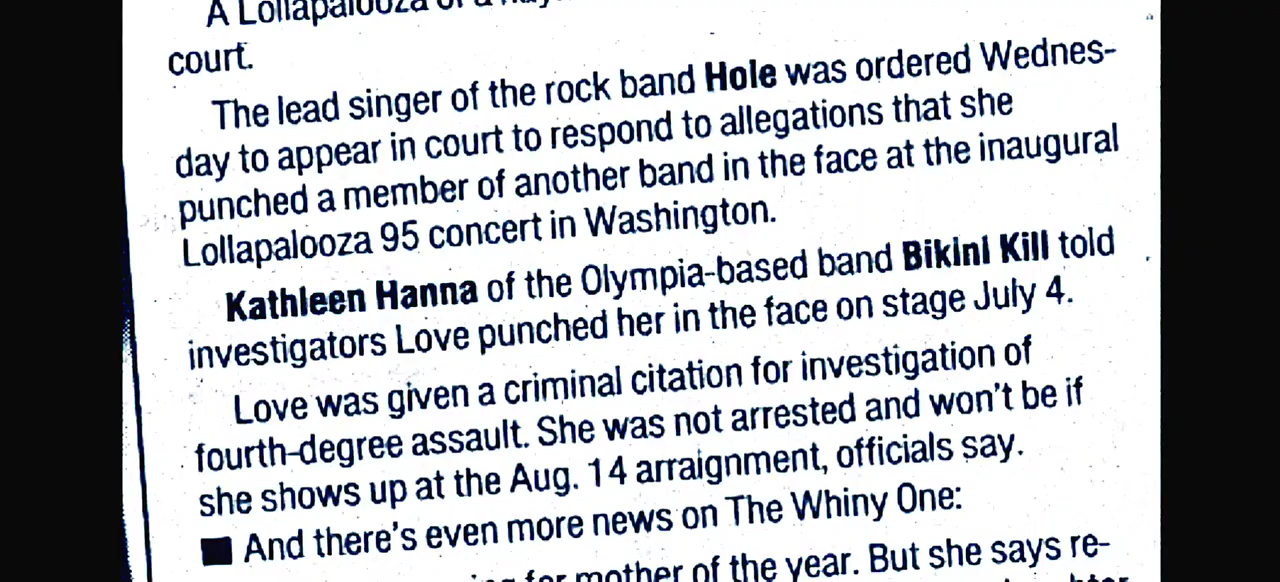 A Lollapalooza of a
court.
The lead singer of the rock band Hole was ordered Wednes-
day to appear in court to respond to allegations that she
punched a member of another band in the face at the inaugural
Lollapalooza 95 concert in Washington.
Kathleen Hanna of the Olympia-based band Bikini Kill told
investigators Love punched her in the face on stage July 4.
Love was given a criminal citation for investigation of
fourth-degree assault. She was not arrested and won't be if
she shows up at the Aug. 14 arraignment, officials say.
■ And there's even more news on The Whiny One:
for mother of the year. But she says re-